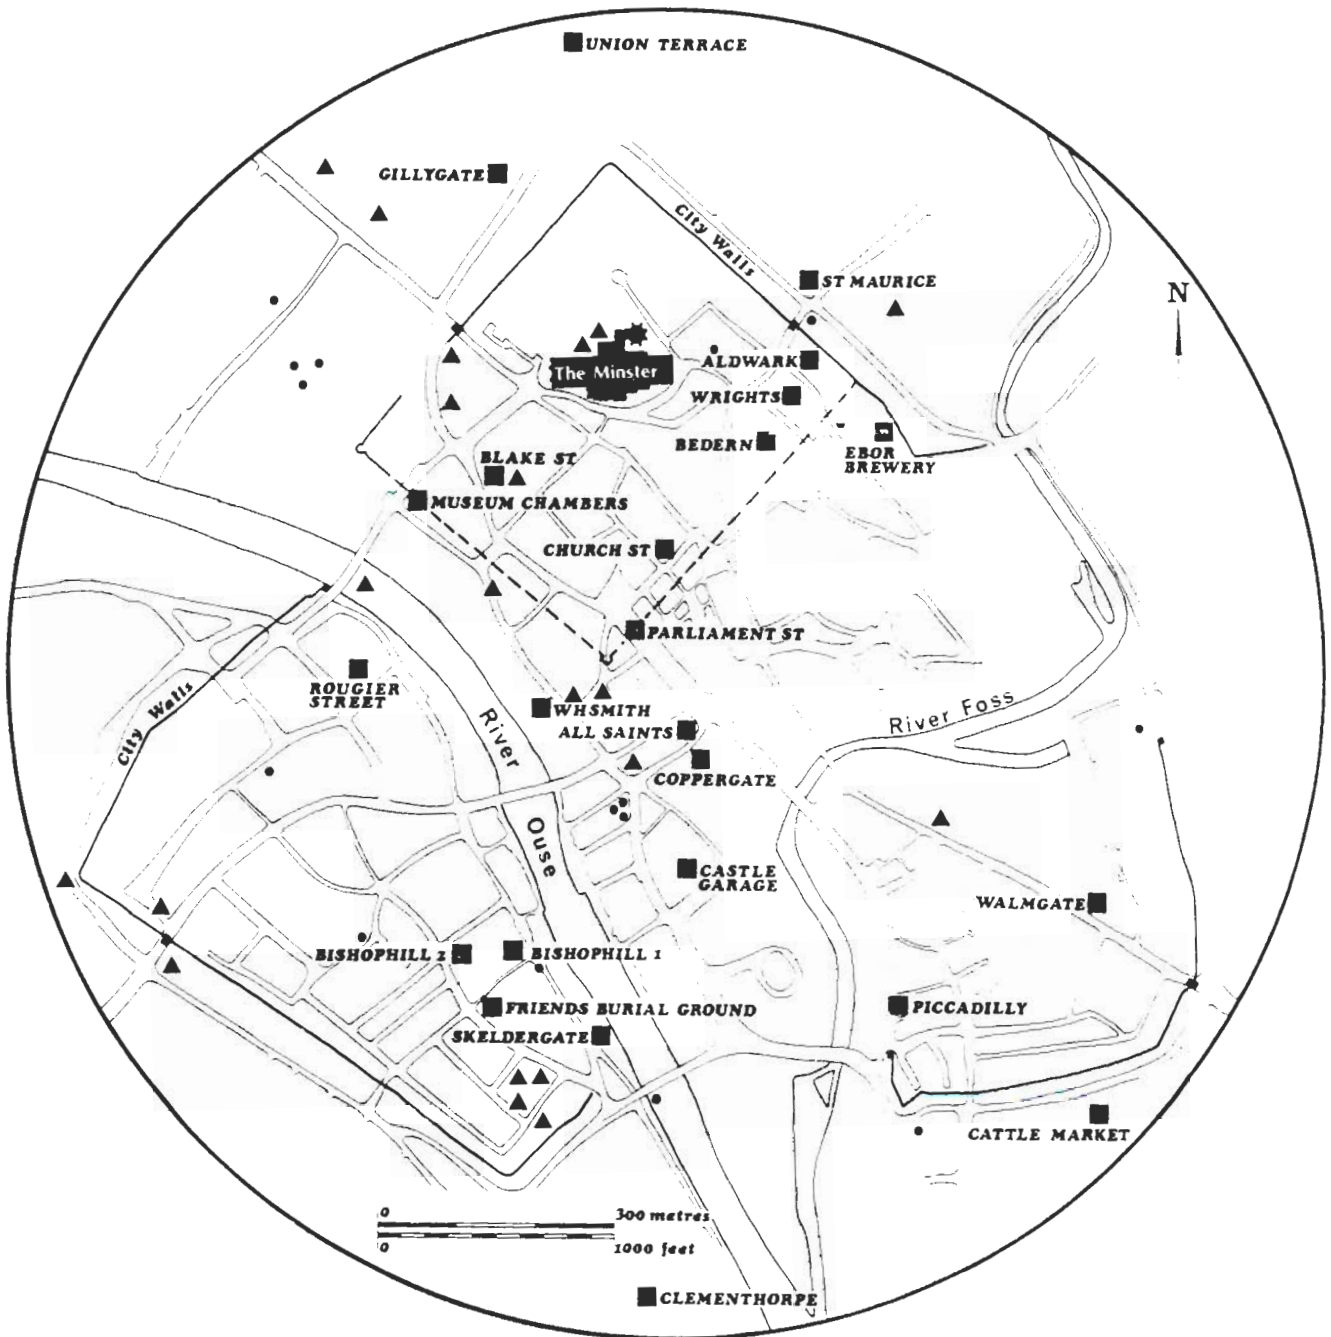 UNION TERRACE
GILLYGATE
City Walls
ST MAURICE
N
The Minster
ALDWARK
WRIGHTS
BEDERN
EBOR
BREWERY
BLAKE ST
MUSEUM CHAMBERS
CHURCH ST
PARLIAMENT ST
ROUGIER
STREET
City Walls
WHSMITH
River Foss
ALL SAINTS
River
Ouse
COPPERGATE
CASTLE
GARAGE
WALMGATE
BISHOPHILL 2
BISHOPHILL 1
FRIENDS BURIAL GROUND
PICCADILLY
SKELDERGATE
CATTLE MARKET
0 300 metres
0 1000 feet
CLEMENTHORPE